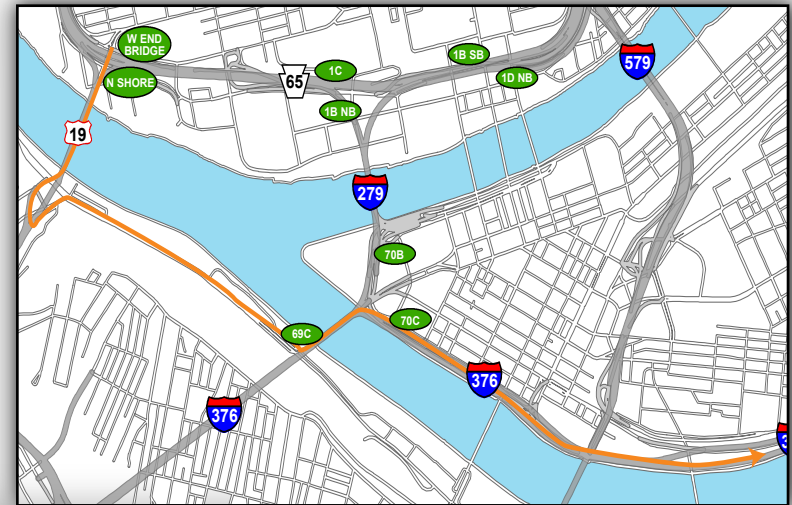 W END
BRIDGE
N SHORE
19
65
1C
1B NB
1B SB
1D NB
579
279
70B
70C
69C
376
376